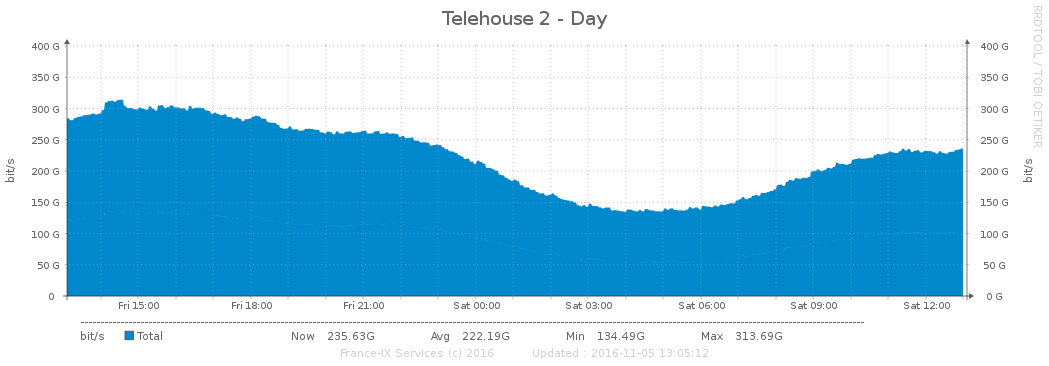 Telehouse 2 - Day
RRDTOOL / TOBI OETIKER
400 G 400 G
350 G 350 G
300 G 300 G
250 G 250 G
200 G 200 G
150 G 150 G
100 G 100 G
50 G 50 G
0 0 G
bit/s bit/s
Fri 15:00 Fri 18:00 Fri 21:00 Sat 00:00 Sat 03:00 Sat 06:00 Sat 09:00 Sat 12:00
bit/s Total Now 235.63G Avg 222.19G Min 134.49G Max 313.69G
France-IX Services (c) 2016 Updated : 2016-11-05 13:05:12